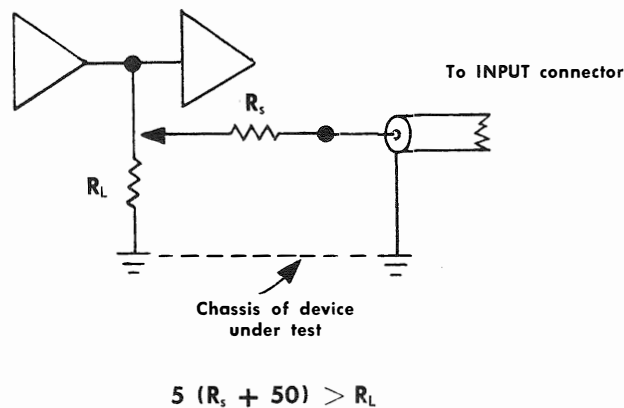 To INPUT connector
Rs
RL
Chassis of device
under test
5 (Rs + 50) > RL